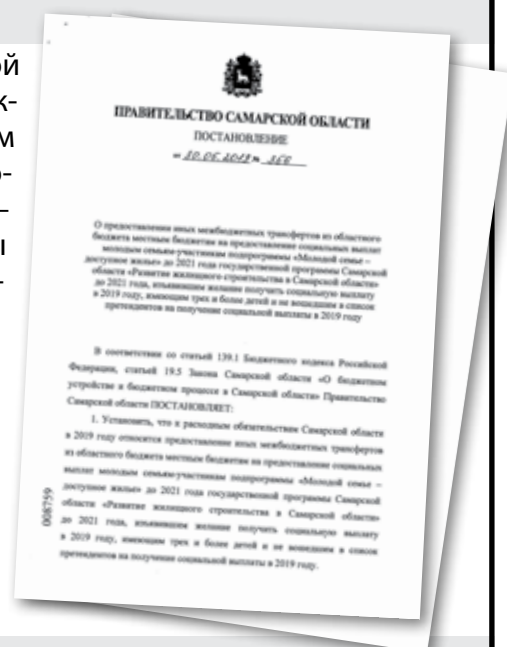 ой
к-
м
о-
–
ы
-
ПРАВИТЕЛЬСТВО САМАРСКОЙ ОБЛАСТИ
ПОСТАНОВЛЕНИЕ
от 20.05.2019 №
О предоставлении иных межбюджетных трансфертов из областного
бюджета местным бюджетам на предоставление социальных выплат
молодым семьям-участникам подпрограммы «Молодой семье –
доступное жилье» до 2021 года государственной программы Самарской
области «Развитие жилищного строительства в Самарской области»
до 2021 года, изъявившим желание получить социальную выплату
в 2019 году, имеющим трех и более детей и не вошедшим в список
претендентов на получение социальной выплаты в 2019 году
В соответствии со статьей 139.1 Бюджетного кодекса Российской
Федерации, статьей 19.5 Закона Самарской области «О бюджетном
устройстве и бюджетном процессе в Самарской области» Правительство
Самарской области ПОСТАНОВЛЯЕТ:
1. Установить, что к расходным обязательствам Самарской области
в 2019 году относится предоставление иных межбюджетных трансфертов
из областного бюджета местным бюджетам на предоставление социальных
выплат молодым семьям-участникам подпрограммы «Молодой семье –
доступное жилье» до 2021 года государственной программы Самарской
области «Развитие жилищного строительства в Самарской области»
до 2021 года, изъявившим желание получить социальную выплату
в 2019 году, имеющим трех и более детей и не вошедшим в список
претендентов на получение социальной выплаты в 2019 году.
008759